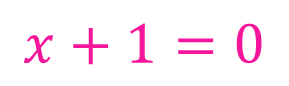 x + 1 = 0